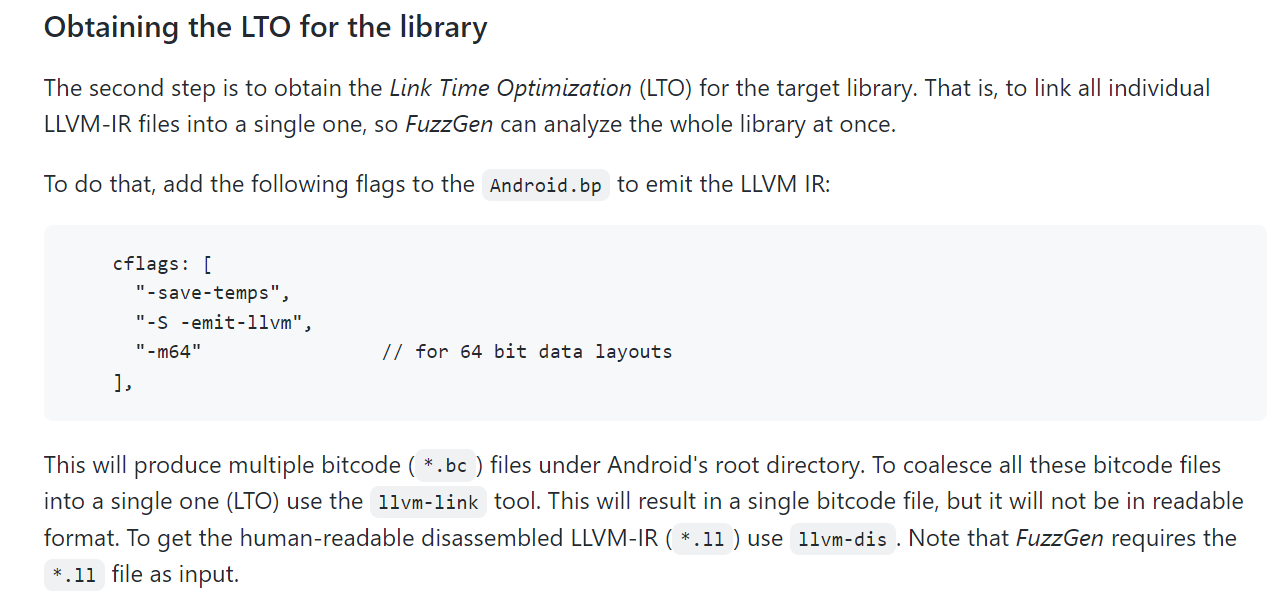 Obtaining the LTO for the library
The second step is to obtain the Link Time Optimization (LTO) for the target library. That is, to link all individual
LLVM-IR files into a single one, so FuzzGen can analyze the whole library at once.
To do that, add the following flags to the Android.bp to emit the LLVM IR:
cflags: [
"-save-temps",
"-S -emit-llvm",
"-m64" // for 64 bit data layouts
],
This will produce multiple bitcode (*.bc) files under Android's root directory. To coalesce all these bitcode files
into a single one (LTO) use the llvm-link tool. This will result in a single bitcode file, but it will not be in readable
format. To get the human-readable disassembled LLVM-IR (*.ll) use llvm-dis. Note that FuzzGen requires the
*.ll file as input.